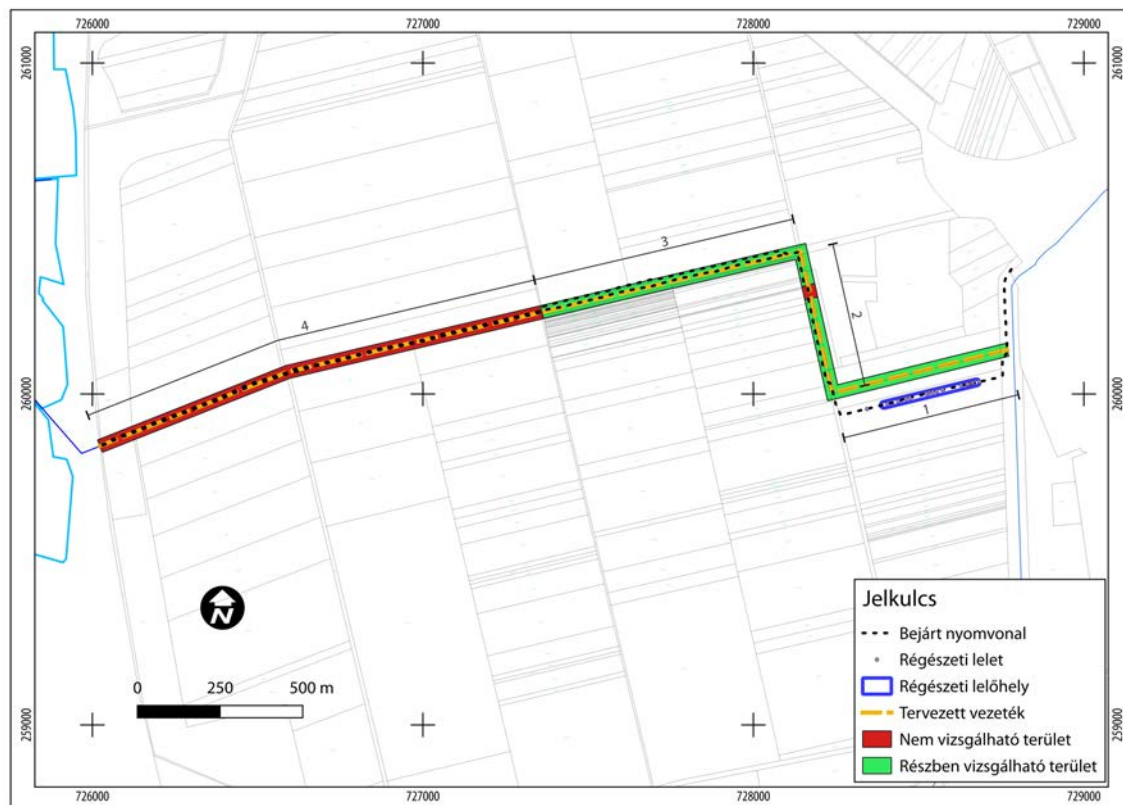 726000 727000 728000 729000
261000 261000
3
4
2
260000 260000
1
N
Jelkulcs
Bejárt nyomvonal
Régészeti lelet
Régészeti lelőhely
Tervezett vezeték
Nem vizsgálható terület
Részben vizsgálható terület
0 250 500 m
259000 259000
726000 727000 728000 729000